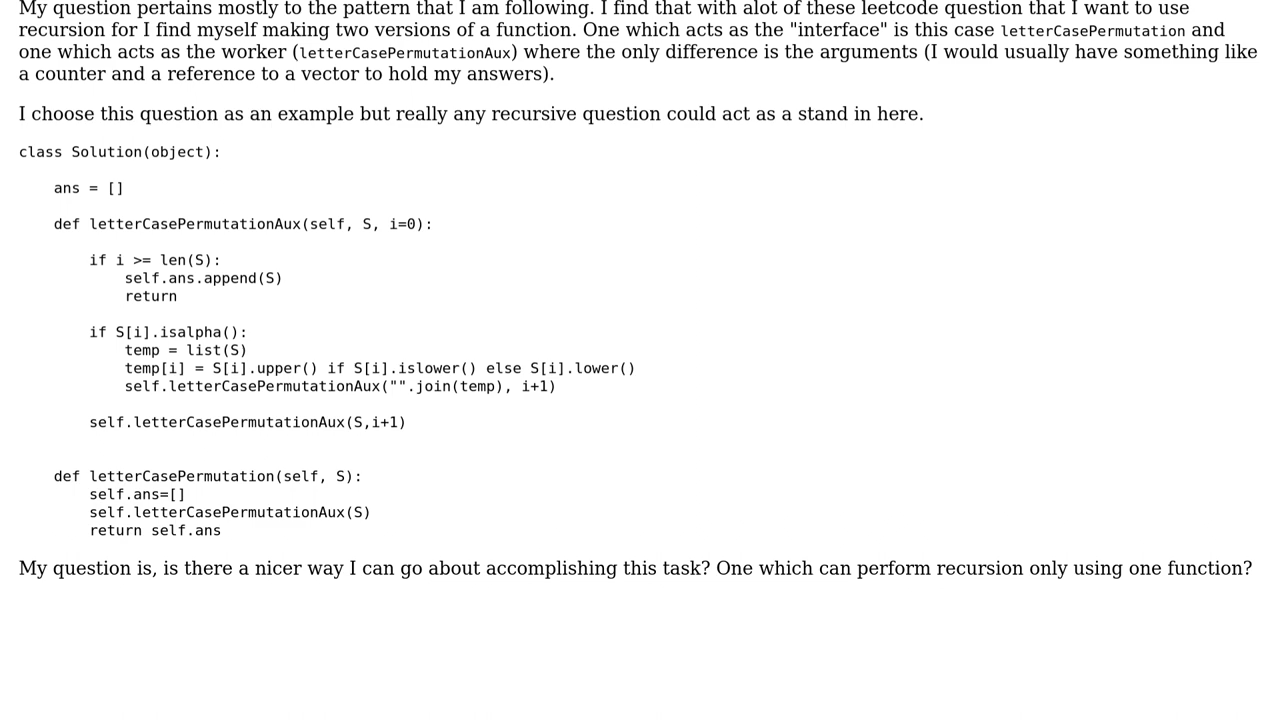 My question pertains mostly to the pattern that I am following. I find that with alot of these leetcode question that I want to use
recursion for I find myself making two versions of a function. One which acts as the "interface" is this case letterCasePermutation and
one which acts as the worker (letterCasePermutationAux) where the only difference is the arguments (I would usually have something like
a counter and a reference to a vector to hold my answers).
I choose this question as an example but really any recursive question could act as a stand in here.
class Solution(object):
    ans = []
    def letterCasePermutationAux(self, S, i=0):
        if i >= len(S):
            self.ans.append(S)
            return
        if S[i].isalpha():
            temp = list(S)
            temp[i] = S[i].upper() if S[i].islower() else S[i].lower()
            self.letterCasePermutationAux("".join(temp), i+1)
        self.letterCasePermutationAux(S,i+1)
    def letterCasePermutation(self, S):
        self.ans=[]
        self.letterCasePermutationAux(S)
        return self.ans
My question is, is there a nicer way I can go about accomplishing this task? One which can perform recursion only using one function?